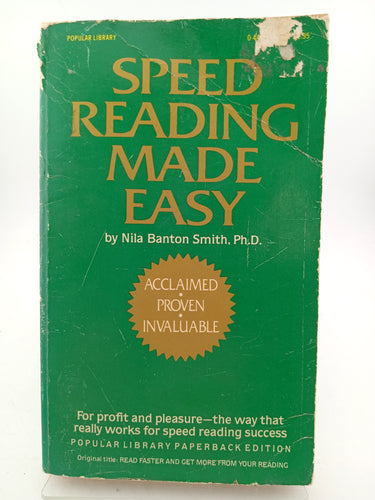 POPULAR LIBRARY
SPEED
READING
MADE
EASY
by Nila Banton Smith, Ph.D.
ACCLAIMED
•
PROVEN
•
INVALUABLE
For profit and pleasure—the way that
really works for speed reading success
POPULAR LIBRARY PAPERBACK EDITION
Original title: READ FASTER AND GET MORE FROM YOUR READING